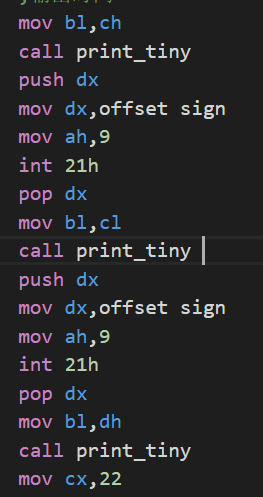 mov bl,ch
call print_tiny
push dx
mov dx,offset sign
mov ah,9
int 21h
pop dx
mov bl,cl
call print_tiny
push dx
mov dx,offset sign
mov ah,9
int 21h
pop dx
mov bl,dh
call print_tiny
mov cx,22